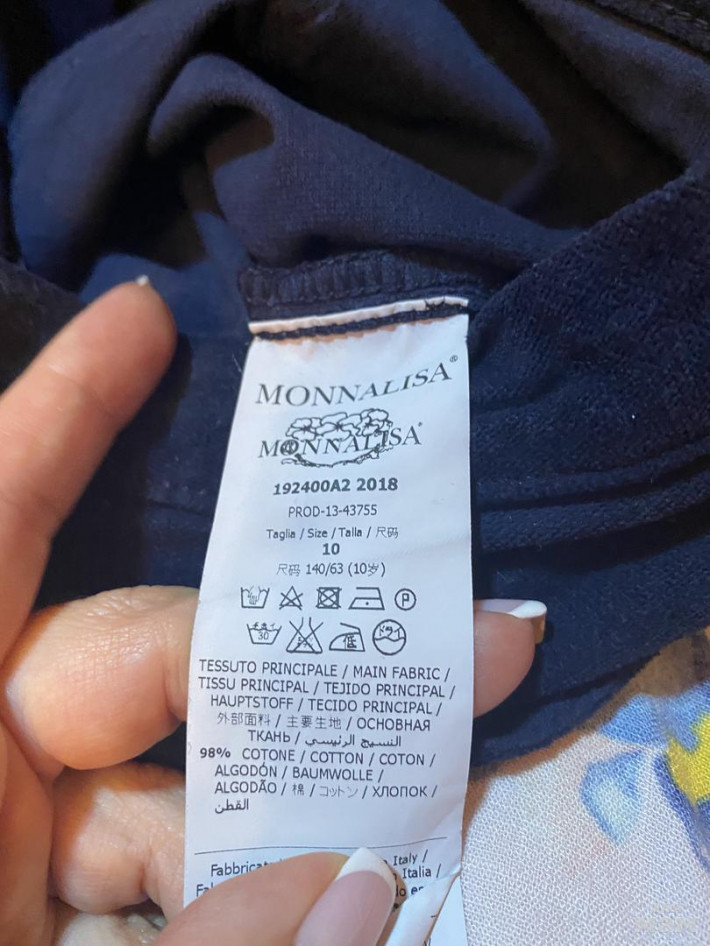 MONNALISA®
MONNALISA®
192400A2 2018
PROD-13-43755
Taglia / Size / Talla / 尺码
10
尺码 140/63 (10岁)
P
30
低
TESSUTO PRINCIPALE / MAIN FABRIC /
TISSU PRINCIPAL / TEJIDO PRINCIPAL /
HAUPTSTOFF / TECIDO PRINCIPAL /
外部面料 / 主要生地 / ОСНОВНАЯ
ТКАНЬ / النسيج الرئيسي
98% COTONE / COTTON / COTON /
ALGODÓN / BAUMWOLLE /
ALGODÃO / 棉 / コットン / ХЛОПОК /
القطن
Italy /
Italia /